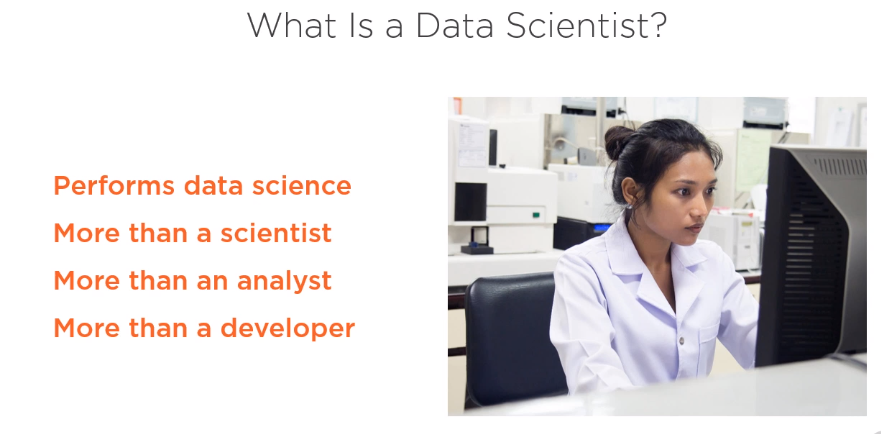 What Is a Data Scientist?
Performs data science
More than a scientist
More than an analyst
More than a developer